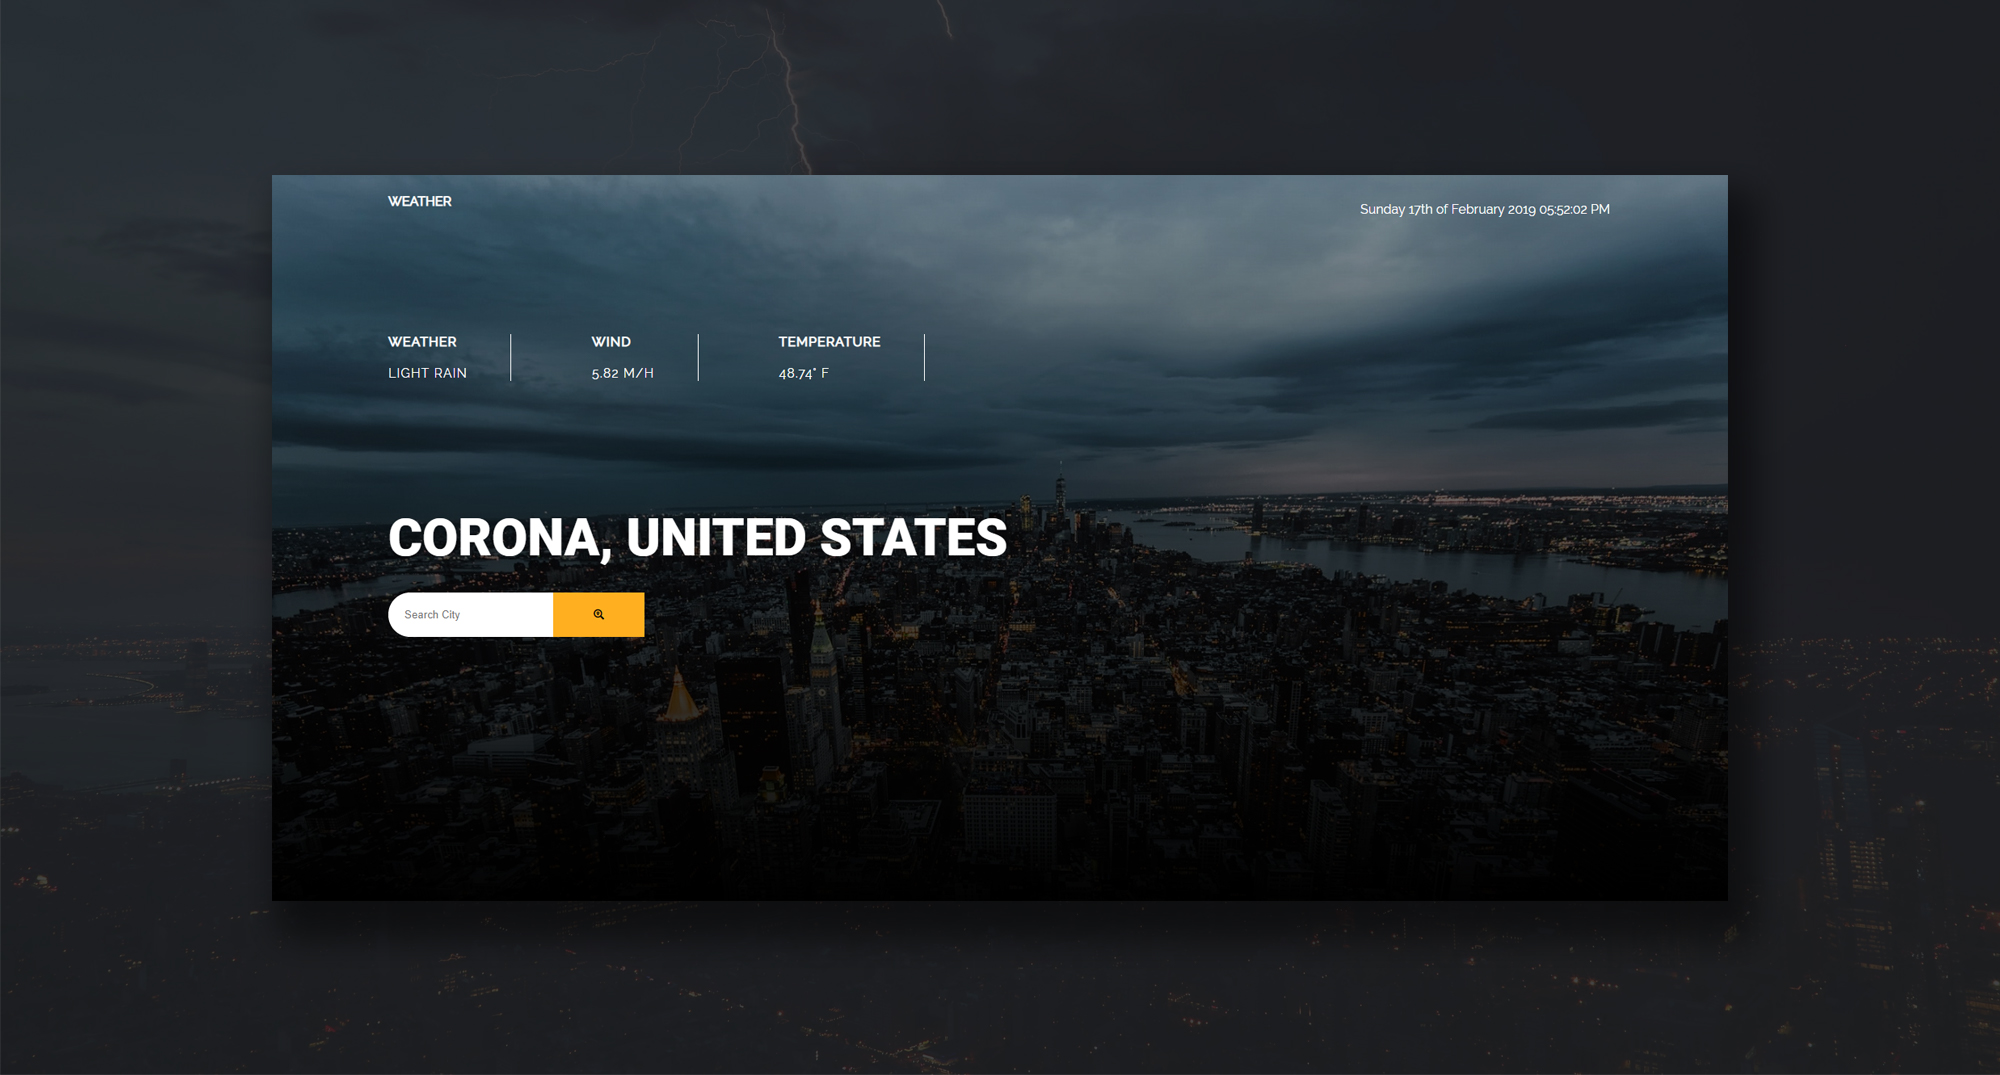 WEATHER
Sunday 17th of February 2019 05:52:02 PM
WEATHER
LIGHT RAIN
WIND
5.82 M/H
TEMPERATURE
48.74° F
CORONA, UNITED STATES
Search City